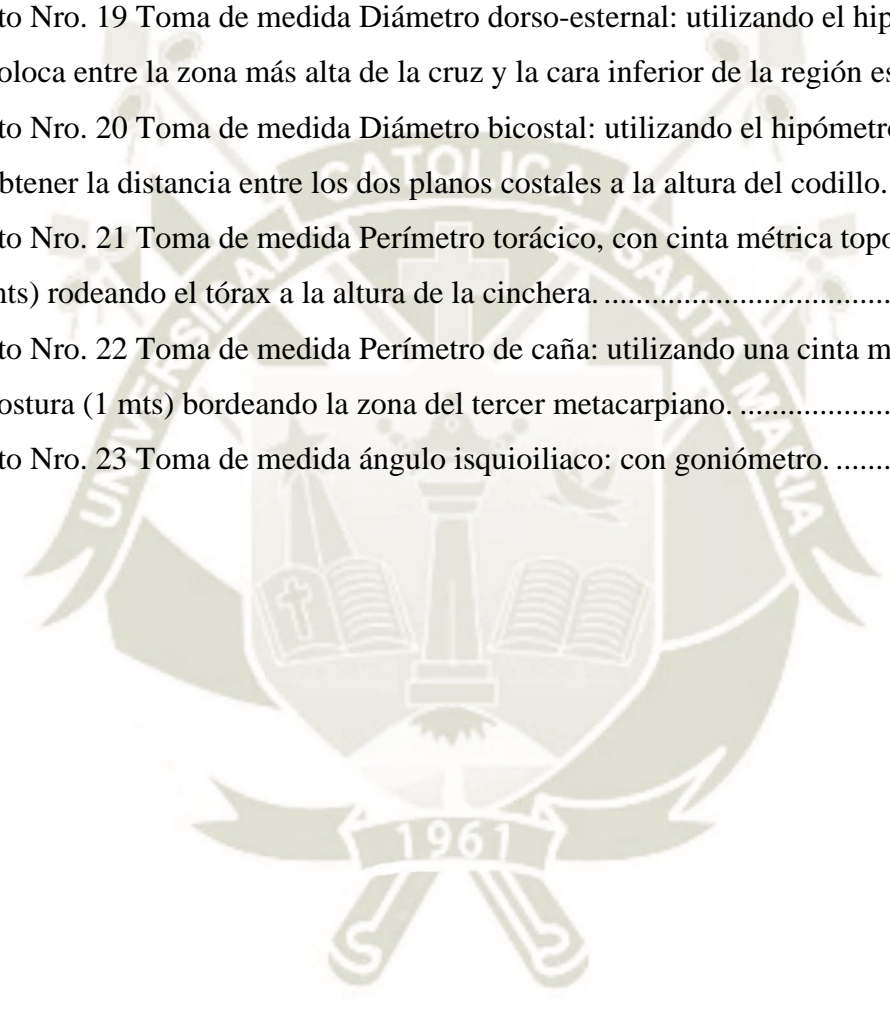 to Nro. 19 Toma de medida Diámetro dorso-esternal: utilizando el hip
oloca entre la zona más alta de la cruz y la cara inferior de la región es
to Nro. 20 Toma de medida Diámetro bicostal: utilizando el hipómetro
btener la distancia entre los dos planos costales a la altura del codillo.
to Nro. 21 Toma de medida Perímetro torácico, con cinta métrica topo
nts) rodeando el tórax a la altura de la cinchera. ...............................
to Nro. 22 Toma de medida Perímetro de caña: utilizando una cinta m
ostura (1 mts) bordeando la zona del tercer metacarpiano. ................
to Nro. 23 Toma de medida ángulo isquioiliaco: con goniómetro. ......
UNIVERSIDAD CATOLICA SANTA MARIA
1961